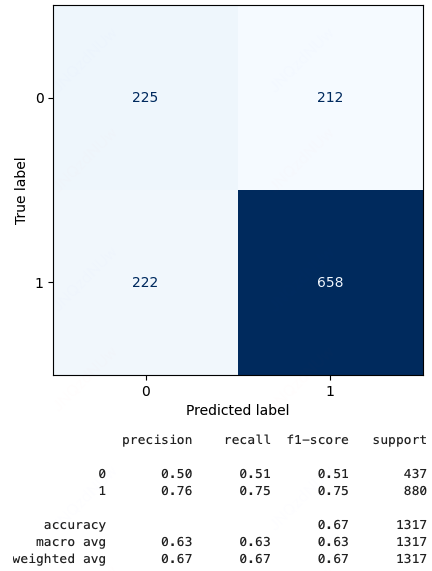 0 225 212
True label
1 222 658
0 1
Predicted label
precision recall f1-score support
0 0.50 0.51 0.51 437
1 0.76 0.75 0.75 880
accuracy 0.67 1317
macro avg 0.63 0.63 0.63 1317
weighted avg 0.67 0.67 0.67 1317